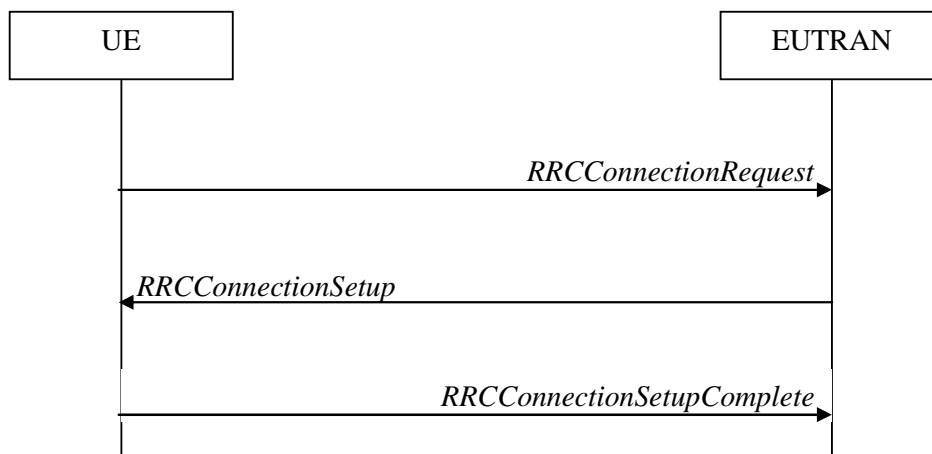 UE
EUTRAN
RRCConnectionRequest
RRCConnectionSetup
RRCConnectionSetupComplete